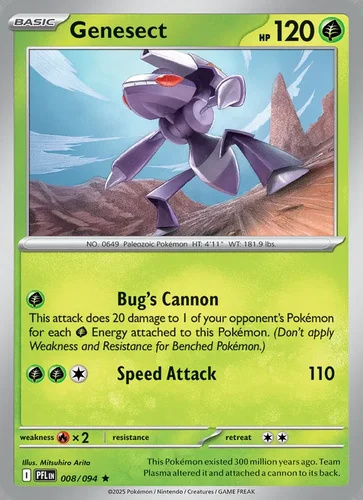 BASIC
Genesect
HP 120
NO. 0649 Paleozoic Pokémon HT: 4'11" WT: 181.9 lbs.
Bug's Cannon
This attack does 20 damage to 1 of your opponent's Pokémon
for each Energy attached to this Pokémon. (Don't apply
Weakness and Resistance for Benched Pokémon.)
Speed Attack 110
weakness ×2 resistance retreat
Illus. Mitsuhiro Arita
I PFL EN 008/094 ★
This Pokémon existed 300 million years ago. Team
Plasma altered it and attached a cannon to its back.
©2025 Pokémon / Nintendo / Creatures / GAME FREAK